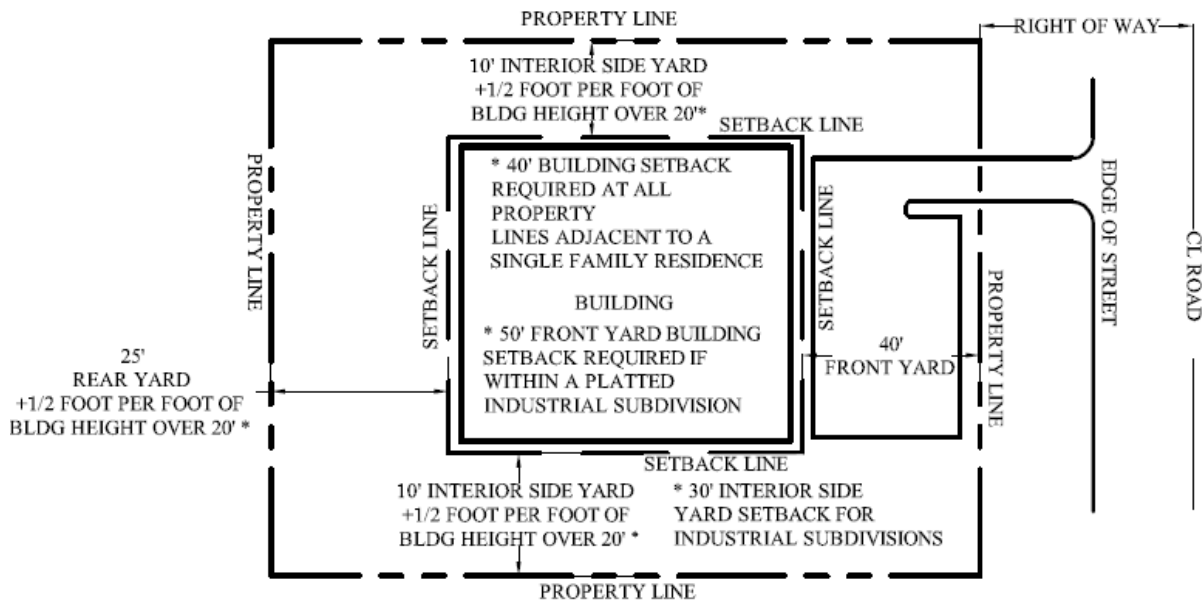 PROPERTY LINE
RIGHT OF WAY
10' INTERIOR SIDE YARD
+1/2 FOOT PER FOOT OF
BLDG HEIGHT OVER 20'*
SETBACK LINE
PROPERTY LINE
SETBACK LINE
* 40' BUILDING SETBACK
REQUIRED AT ALL
PROPERTY
LINES ADJACENT TO A
SINGLE FAMILY RESIDENCE
BUILDING
* 50' FRONT YARD BUILDING
SETBACK REQUIRED IF
WITHIN A PLATTED
INDUSTRIAL SUBDIVISION
SETBACK LINE
40'
FRONT YARD
PROPERTY LINE
EDGE OF STREET
CL ROAD
25'
REAR YARD
+1/2 FOOT PER FOOT OF
BLDG HEIGHT OVER 20' *
SETBACK LINE
10' INTERIOR SIDE YARD
+1/2 FOOT PER FOOT OF
BLDG HEIGHT OVER 20' *
* 30' INTERIOR SIDE
YARD SETBACK FOR
INDUSTRIAL SUBDIVISIONS
PROPERTY LINE